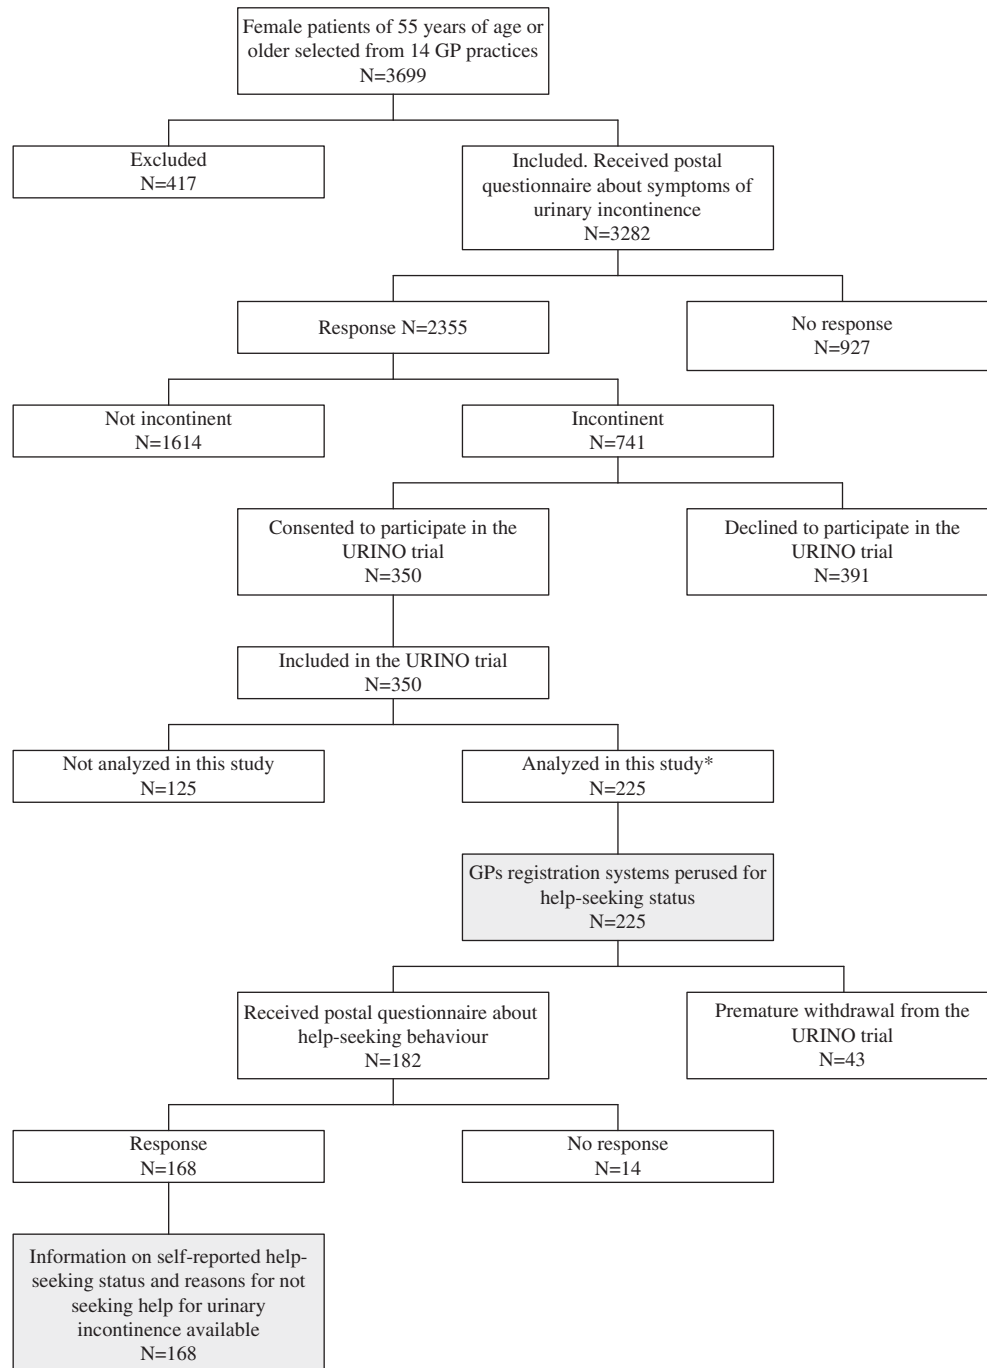 Female patients of 55 years of age or
older selected from 14 GP practices
N=3699
Excluded
N=417
Included. Received postal
questionnaire about symptoms of
urinary incontinence
N=3282
Response N=2355
No response
N=927
Not incontinent
N=1614
Incontinent
N=741
Consented to participate in the
URINO trial
N=350
Declined to participate in the
URINO trial
N=391
Included in the URINO trial
N=350
Not analyzed in this study
N=125
Analyzed in this study*
N=225
GPs registration systems perused for
help-seeking status
N=225
Received postal questionnaire about
help-seeking behaviour
N=182
Premature withdrawal from the
URINO trial
N=43
Response
N=168
No response
N=14
Information on self-reported help-
seeking status and reasons for not
seeking help for urinary
incontinence available
N=168